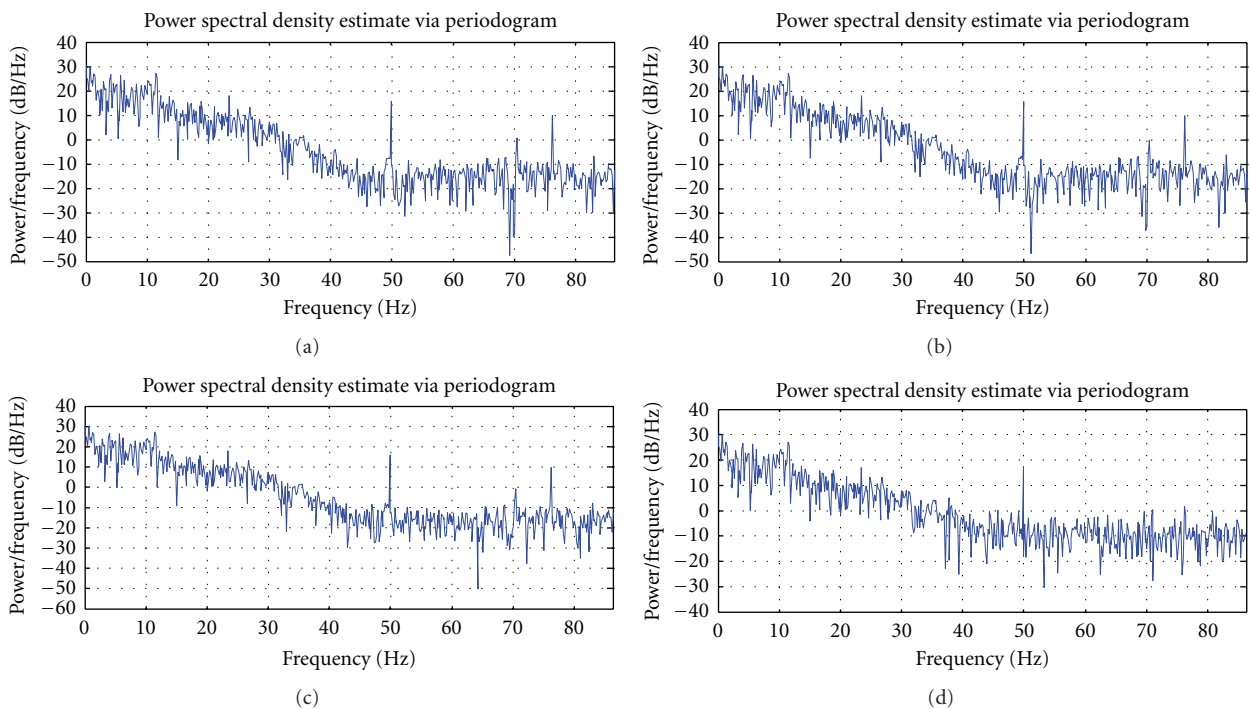 Power spectral density estimate via periodogram
Power/frequency (dB/Hz)
40
30
20
10
0
−10
−20
−30
−40
−50
0 10 20 30 40 50 60 70 80
Frequency (Hz)
(a)
Power spectral density estimate via periodogram
Power/frequency (dB/Hz)
40
30
20
10
0
−10
−20
−30
−40
−50
0 10 20 30 40 50 60 70 80
Frequency (Hz)
(b)
Power spectral density estimate via periodogram
Power/frequency (dB/Hz)
40
30
20
10
0
−10
−20
−30
−40
−50
−60
0 10 20 30 40 50 60 70 80
Frequency (Hz)
(c)
Power spectral density estimate via periodogram
Power/frequency (dB/Hz)
40
30
20
10
0
−10
−20
−30
−40
0 10 20 30 40 50 60 70 80
Frequency (Hz)
(d)